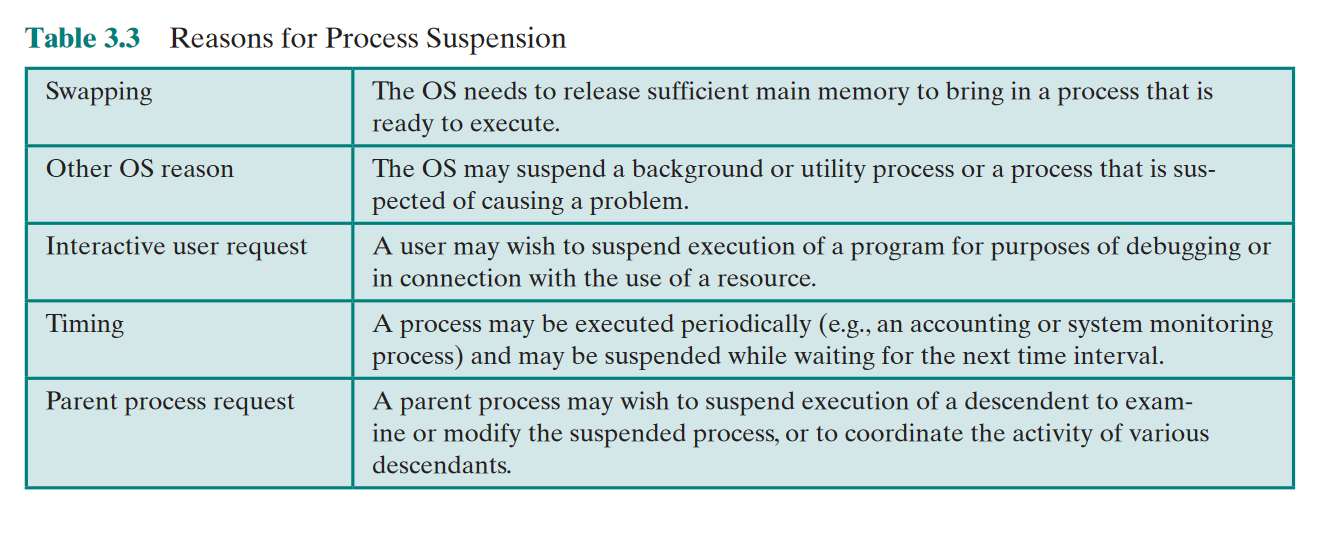 Table 3.3 Reasons for Process Suspension
Swapping
The OS needs to release sufficient main memory to bring in a process that is
ready to execute.
Other OS reason
The OS may suspend a background or utility process or a process that is sus-
pected of causing a problem.
Interactive user request
A user may wish to suspend execution of a program for purposes of debugging or
in connection with the use of a resource.
Timing
A process may be executed periodically (e.g., an accounting or system monitoring
process) and may be suspended while waiting for the next time interval.
Parent process request
A parent process may wish to suspend execution of a descendent to exam-
ine or modify the suspended process, or to coordinate the activity of various
descendants.